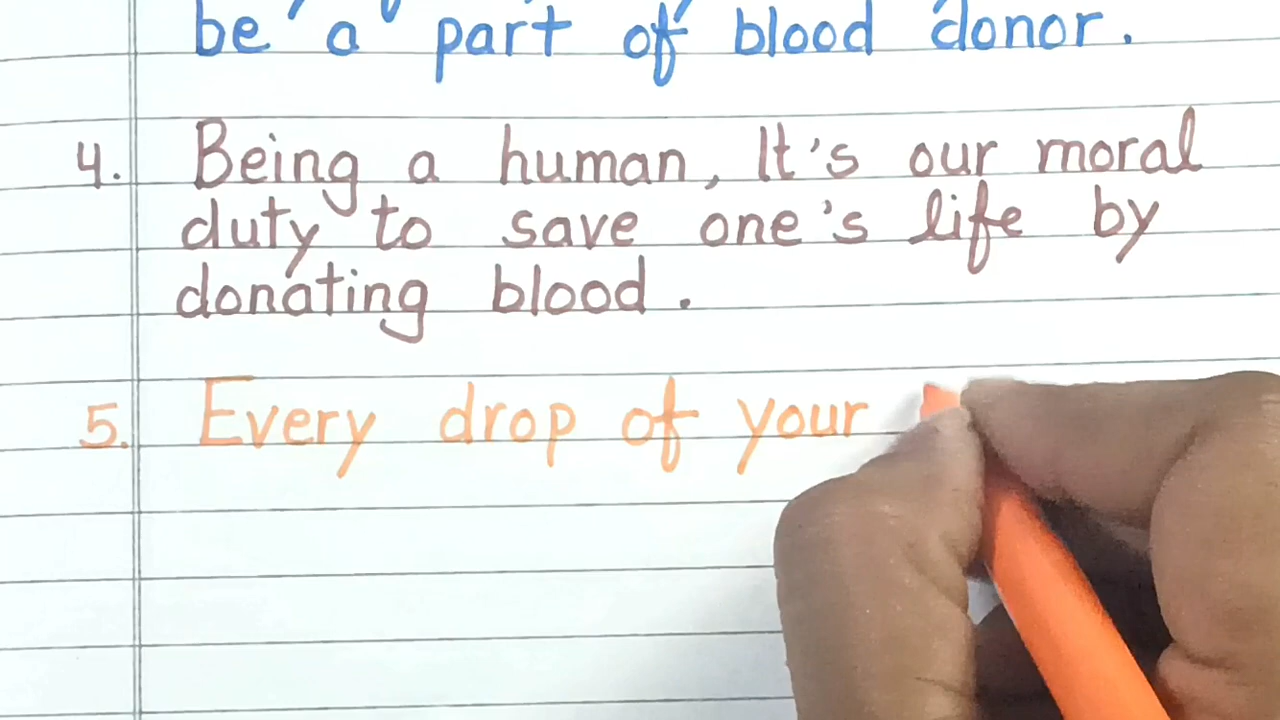 be a part of blood donor.
4. Being a human, It's our moral
duty to save one's life by
donating blood.
5. Every drop of your